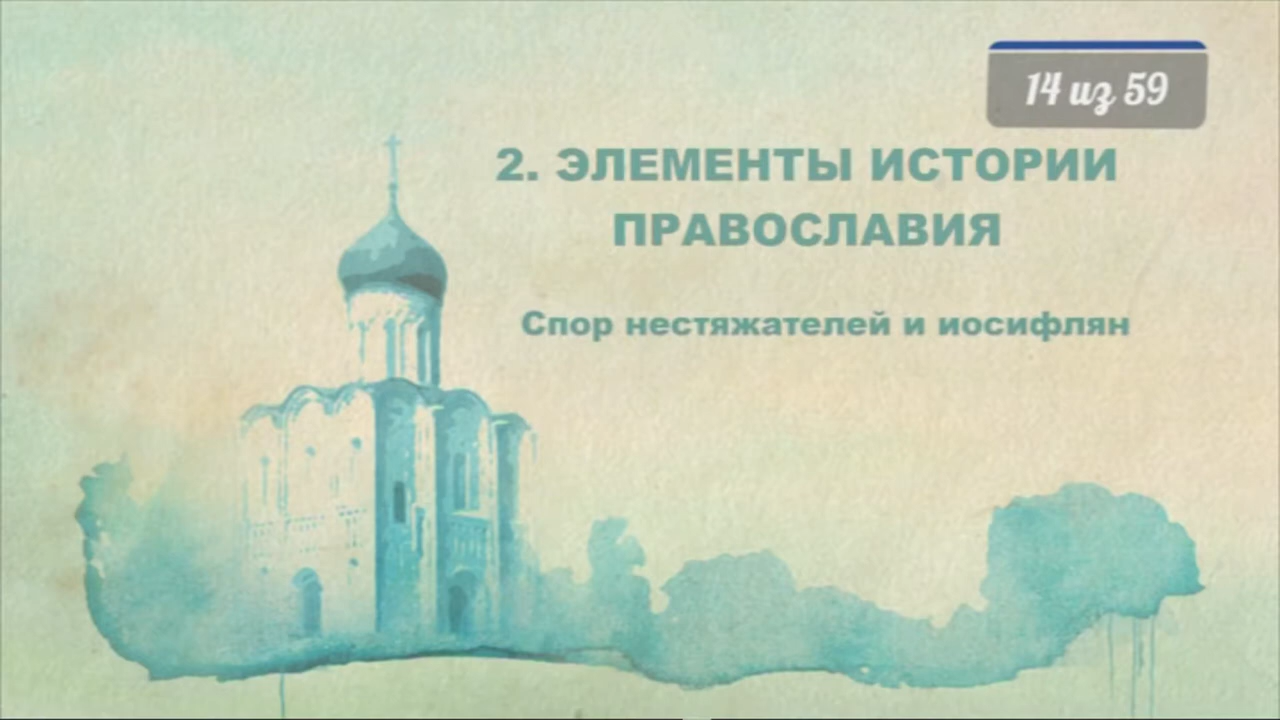 14 из 59
2. ЭЛЕМЕНТЫ ИСТОРИИ
ПРАВОСЛАВИЯ
Спор нестяжателей и иосифлян